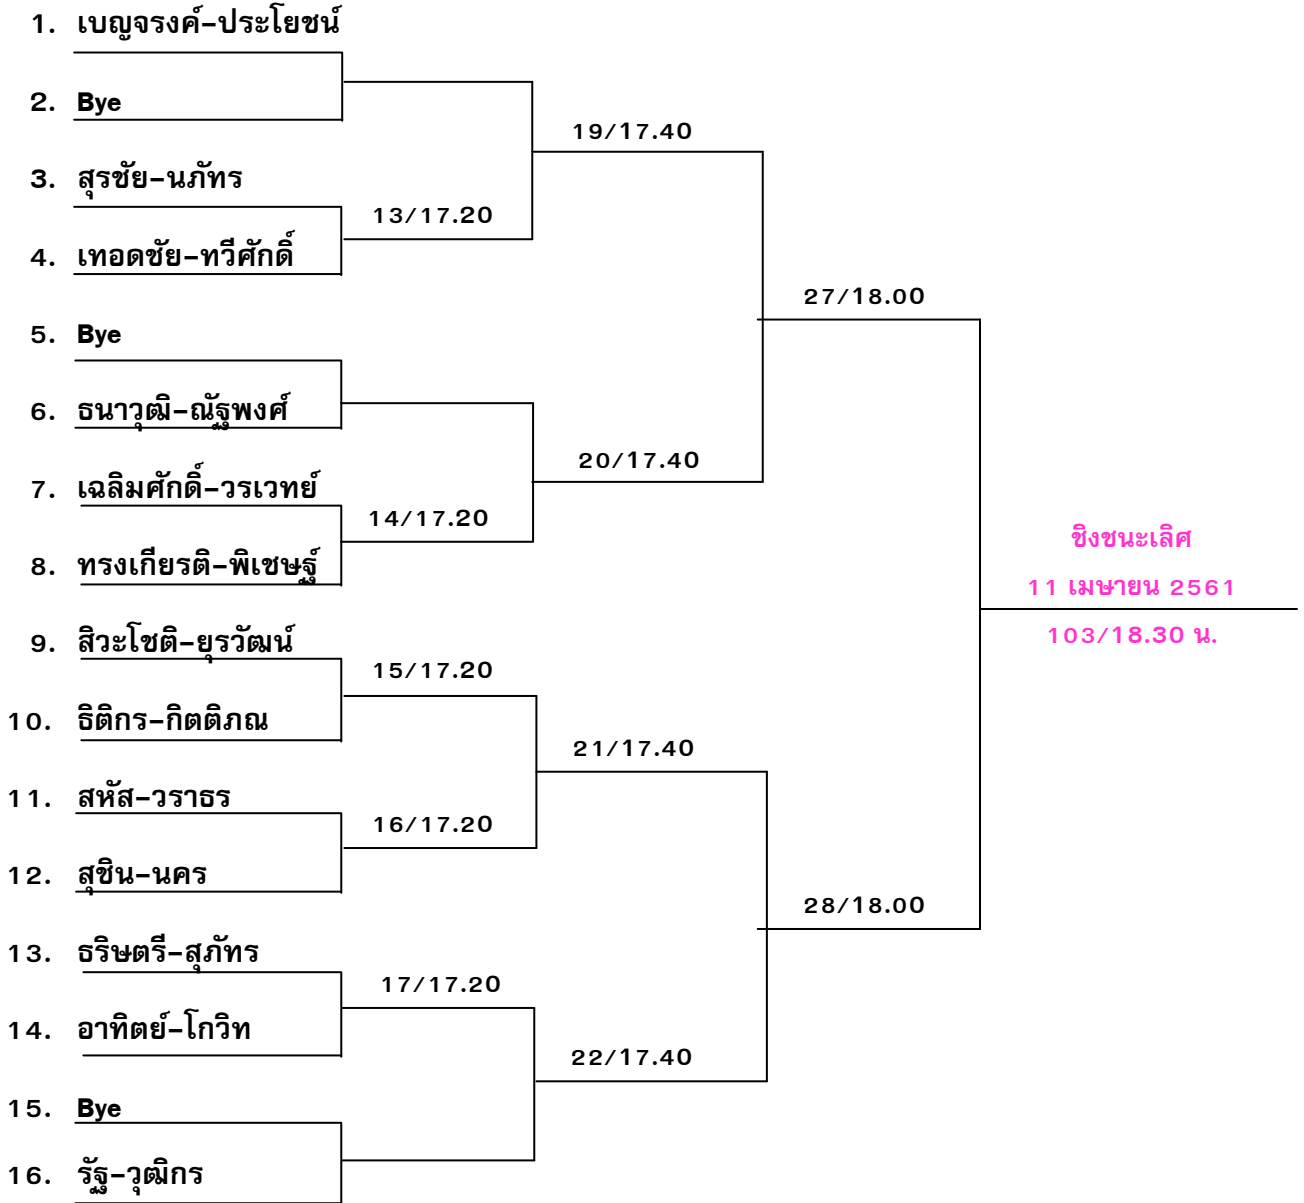 1. เบญจรงค์-ประโยชน์
2. Bye
19/17.40
3. สุรชัย-นภัทร
13/17.20
4. เทอดชัย-ทวีศักดิ์
27/18.00
5. Bye
6. ธนาวุฒิ-ณัฐพงศ์
20/17.40
7. เฉลิมศักดิ์-วรเวทย์
14/17.20
8. ทรงเกียรติ-พิเชษฐ์
ชิงชนะเลิศ
11 เมษายน 2561
103/18.30 น.
9. สิวะโชติ-ยุรวัฒน์
15/17.20
10. ธิติกร-กิตติภณ
21/17.40
11. สหัส-วราธร
16/17.20
12. สุชิน-นคร
28/18.00
13. ธริษตรี-สุภัทร
17/17.20
14. อาทิตย์-โกวิท
22/17.40
15. Bye
16. รัฐ-วุฒิกร